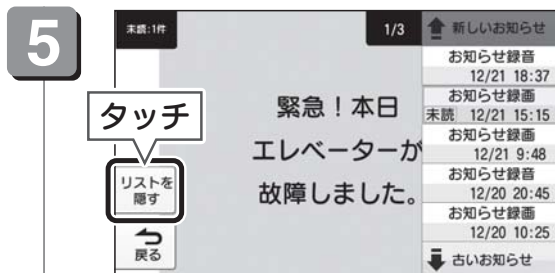 5
未読:1件
1/3
新しいお知らせ
タッチ
緊急！本日
エレベーターが
故障しました。
お知らせ録音
12/21 18:37
お知らせ録画
未読 12/21 15:15
お知らせ録画
12/21 9:48
お知らせ録音
12/20 20:45
お知らせ録画
12/20 10:25
古いお知らせ
リストを
隠す
戻る